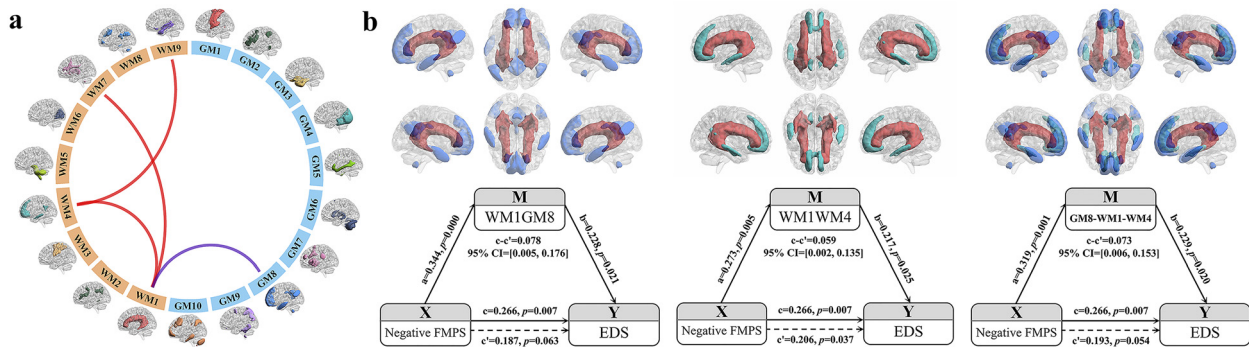 a
WM9
GM1
GM2
GM3
GM4
GM5
GM6
GM7
GM8
GM9
GM10
WM1
WM2
WM3
WM4
WM5
WM6
WM7
WM8
b
M
WM1GM8
c-c'=0.078
95% CI=[0.005, 0.176]
a=0.344, p=0.000
b=0.228, p=0.021
X
Negative FMPS
c=0.266, p=0.007
c'=0.187, p=0.063
Y
EDS
M
WM1WM4
c-c'=0.059
95% CI=[0.002, 0.135]
a=0.273, p=0.005
b=0.217, p=0.025
X
Negative FMPS
c=0.266, p=0.007
c'=0.206, p=0.037
Y
EDS
M
GM8-WM1-WM4
c-c'=0.073
95% CI=[0.006, 0.153]
a=0.319, p=0.001
b=0.229, p=0.020
X
Negative FMPS
c=0.266, p=0.007
c'=0.193, p=0.054
Y
EDS